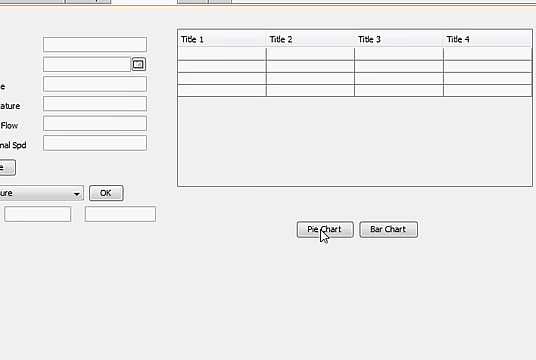 Title 1 Title 2 Title 3 Title 4
e
ature
Flow
nal Spd
e
ure OK
Pie Chart Bar Chart